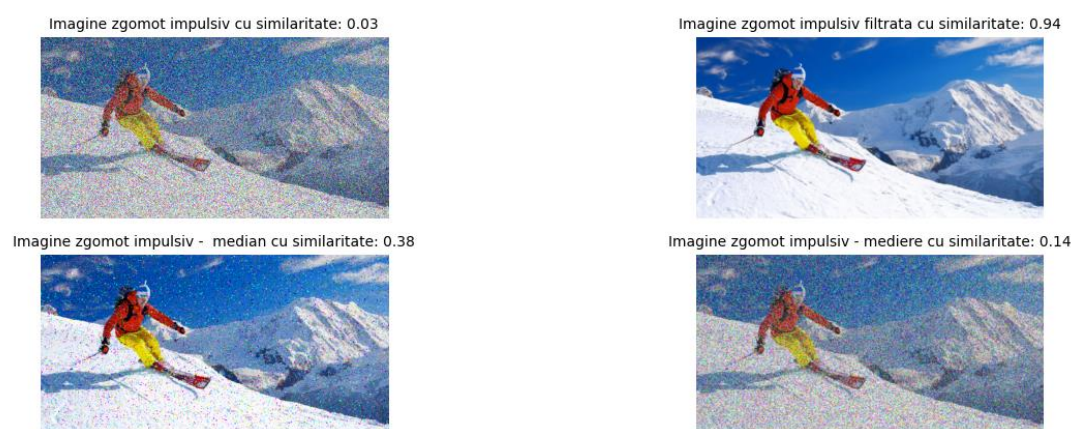 Imagine zgomot impulsiv cu similaritate: 0.03
Imagine zgomot impulsiv filtrata cu similaritate: 0.94
Imagine zgomot impulsiv -  median cu similaritate: 0.38
Imagine zgomot impulsiv - mediere cu similaritate: 0.14